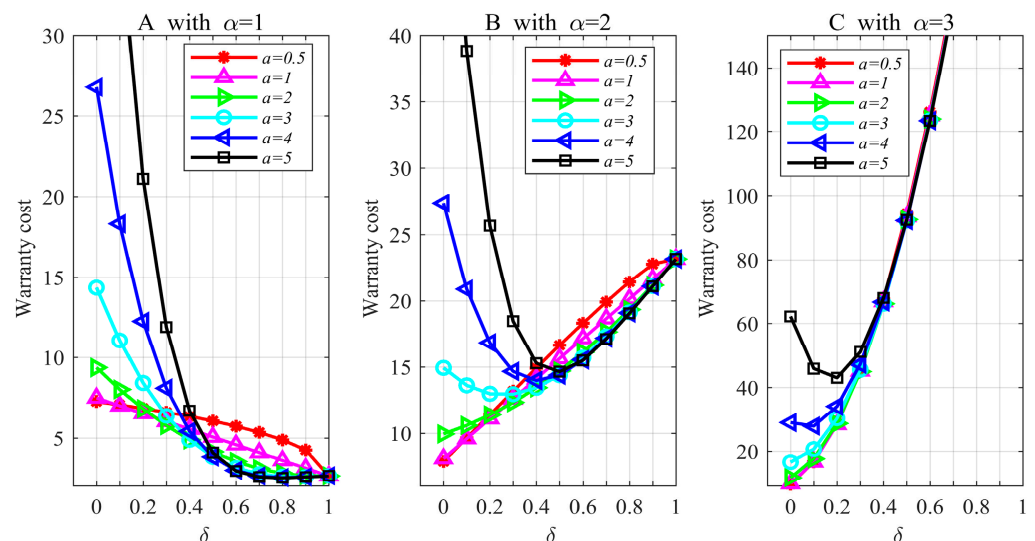 A with α=1
30
25
20
15
10
5
0
0.2
0.4
0.6
0.8
1
Warranty cost
δ
a=0.5
a=1
a=2
a=3
a=4
a=5
B with α=2
40
35
30
25
20
15
10
0
0.2
0.4
0.6
0.8
1
Warranty cost
δ
a=0.5
a=1
a=2
a=3
a=4
a=5
C with α=3
140
120
100
80
60
40
20
0
0.2
0.4
0.6
0.8
1
Warranty cost
δ
a=0.5
a=1
a=2
a=3
a=4
a=5